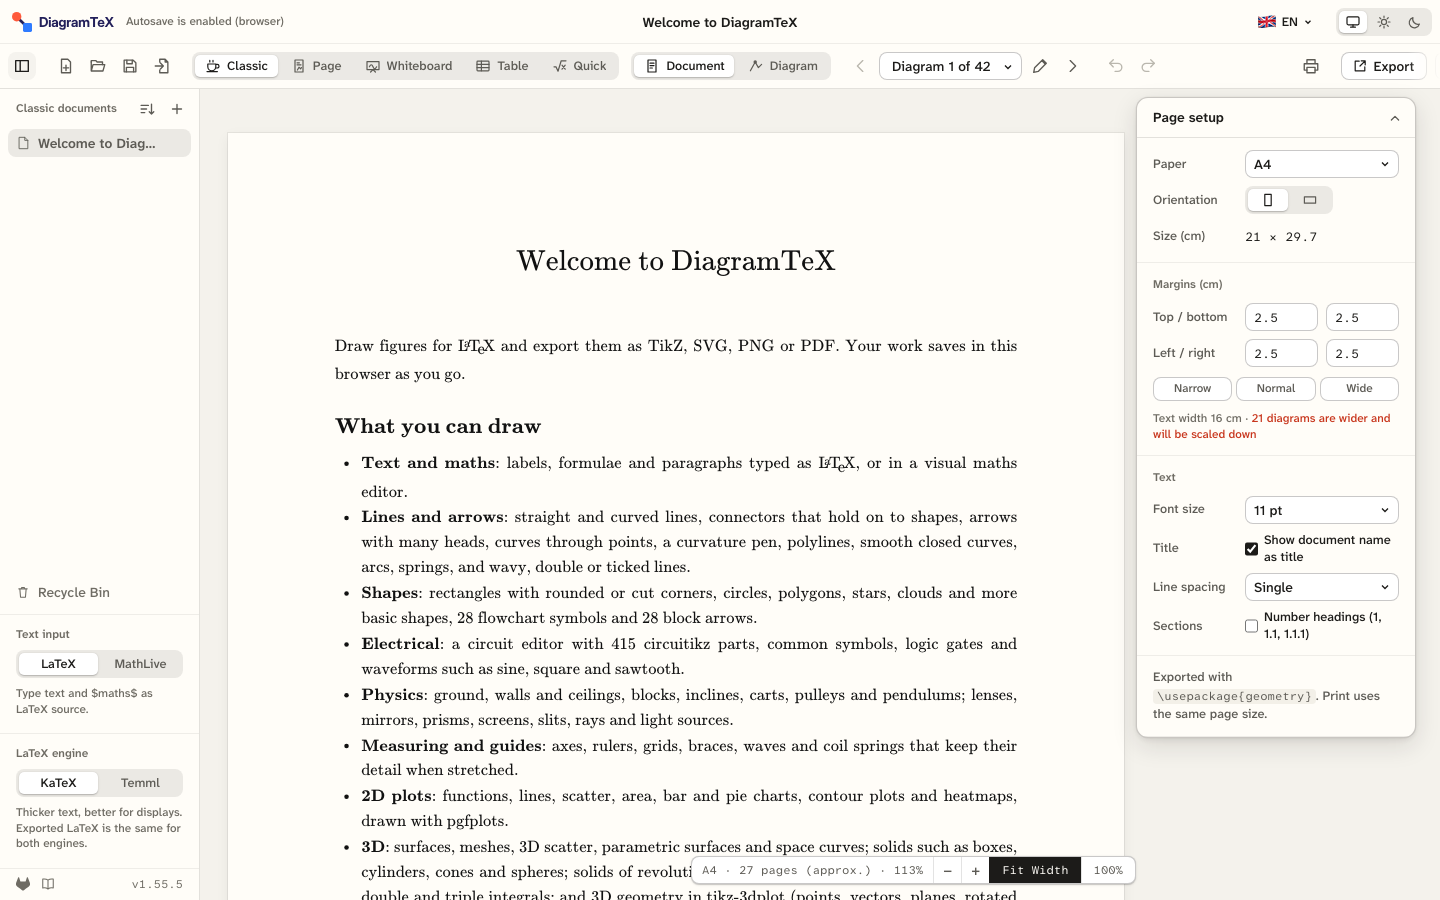 DiagramTeX
Autosave is enabled (browser)
Welcome to DiagramTeX
EN
Classic
Page
Whiteboard
Table
Quick
Document
Diagram
Diagram 1 of 42
Export
Classic documents
Welcome to Diag...
Recycle Bin
Text input
LaTeX
MathLive
Type text and $maths$ as
LaTeX source.
LaTeX engine
KaTeX
Temml
Thicker text, better for displays.
Exported LaTeX is the same for
both engines.
v1.55.5
Welcome to DiagramTeX
Draw figures for LaTeX and export them as TikZ, SVG, PNG or PDF. Your work saves in this
browser as you go.
What you can draw
• Text and maths: labels, formulae and paragraphs typed as LaTeX, or in a visual maths
editor.
• Lines and arrows: straight and curved lines, connectors that hold on to shapes, arrows
with many heads, curves through points, a curvature pen, polylines, smooth closed curves,
arcs, springs, and wavy, double or ticked lines.
• Shapes: rectangles with rounded or cut corners, circles, polygons, stars, clouds and more
basic shapes, 28 flowchart symbols and 28 block arrows.
• Electrical: a circuit editor with 415 circuitikz parts, common symbols, logic gates and
waveforms such as sine, square and sawtooth.
• Physics: ground, walls and ceilings, blocks, inclines, carts, pulleys and pendulums; lenses,
mirrors, prisms, screens, slits, rays and light sources.
• Measuring and guides: axes, rulers, grids, braces, waves and coil springs that keep their
detail when stretched.
• 2D plots: functions, lines, scatter, area, bar and pie charts, contour plots and heatmaps,
drawn with pgfplots.
• 3D: surfaces, meshes, 3D scatter, parametric surfaces and space curves; solids such as boxes,
cylinders, cones and spheres; solids of
double and triple integrals; and 3D geometry in tikz-3dplot (points, vectors, planes, rotated
A4 · 27 pages (approx.) · 113%
−
+
Fit Width
100%
Page setup
Paper
A4
Orientation
Size (cm)
21 × 29.7
Margins (cm)
Top / bottom
2.5
2.5
Left / right
2.5
2.5
Narrow
Normal
Wide
Text width 16 cm · 21 diagrams are wider and
will be scaled down
Text
Font size
11 pt
Title
Show document name
as title
Line spacing
Single
Sections
Number headings (1,
1.1, 1.1.1)
Exported with
\usepackage{geometry}. Print uses
the same page size.